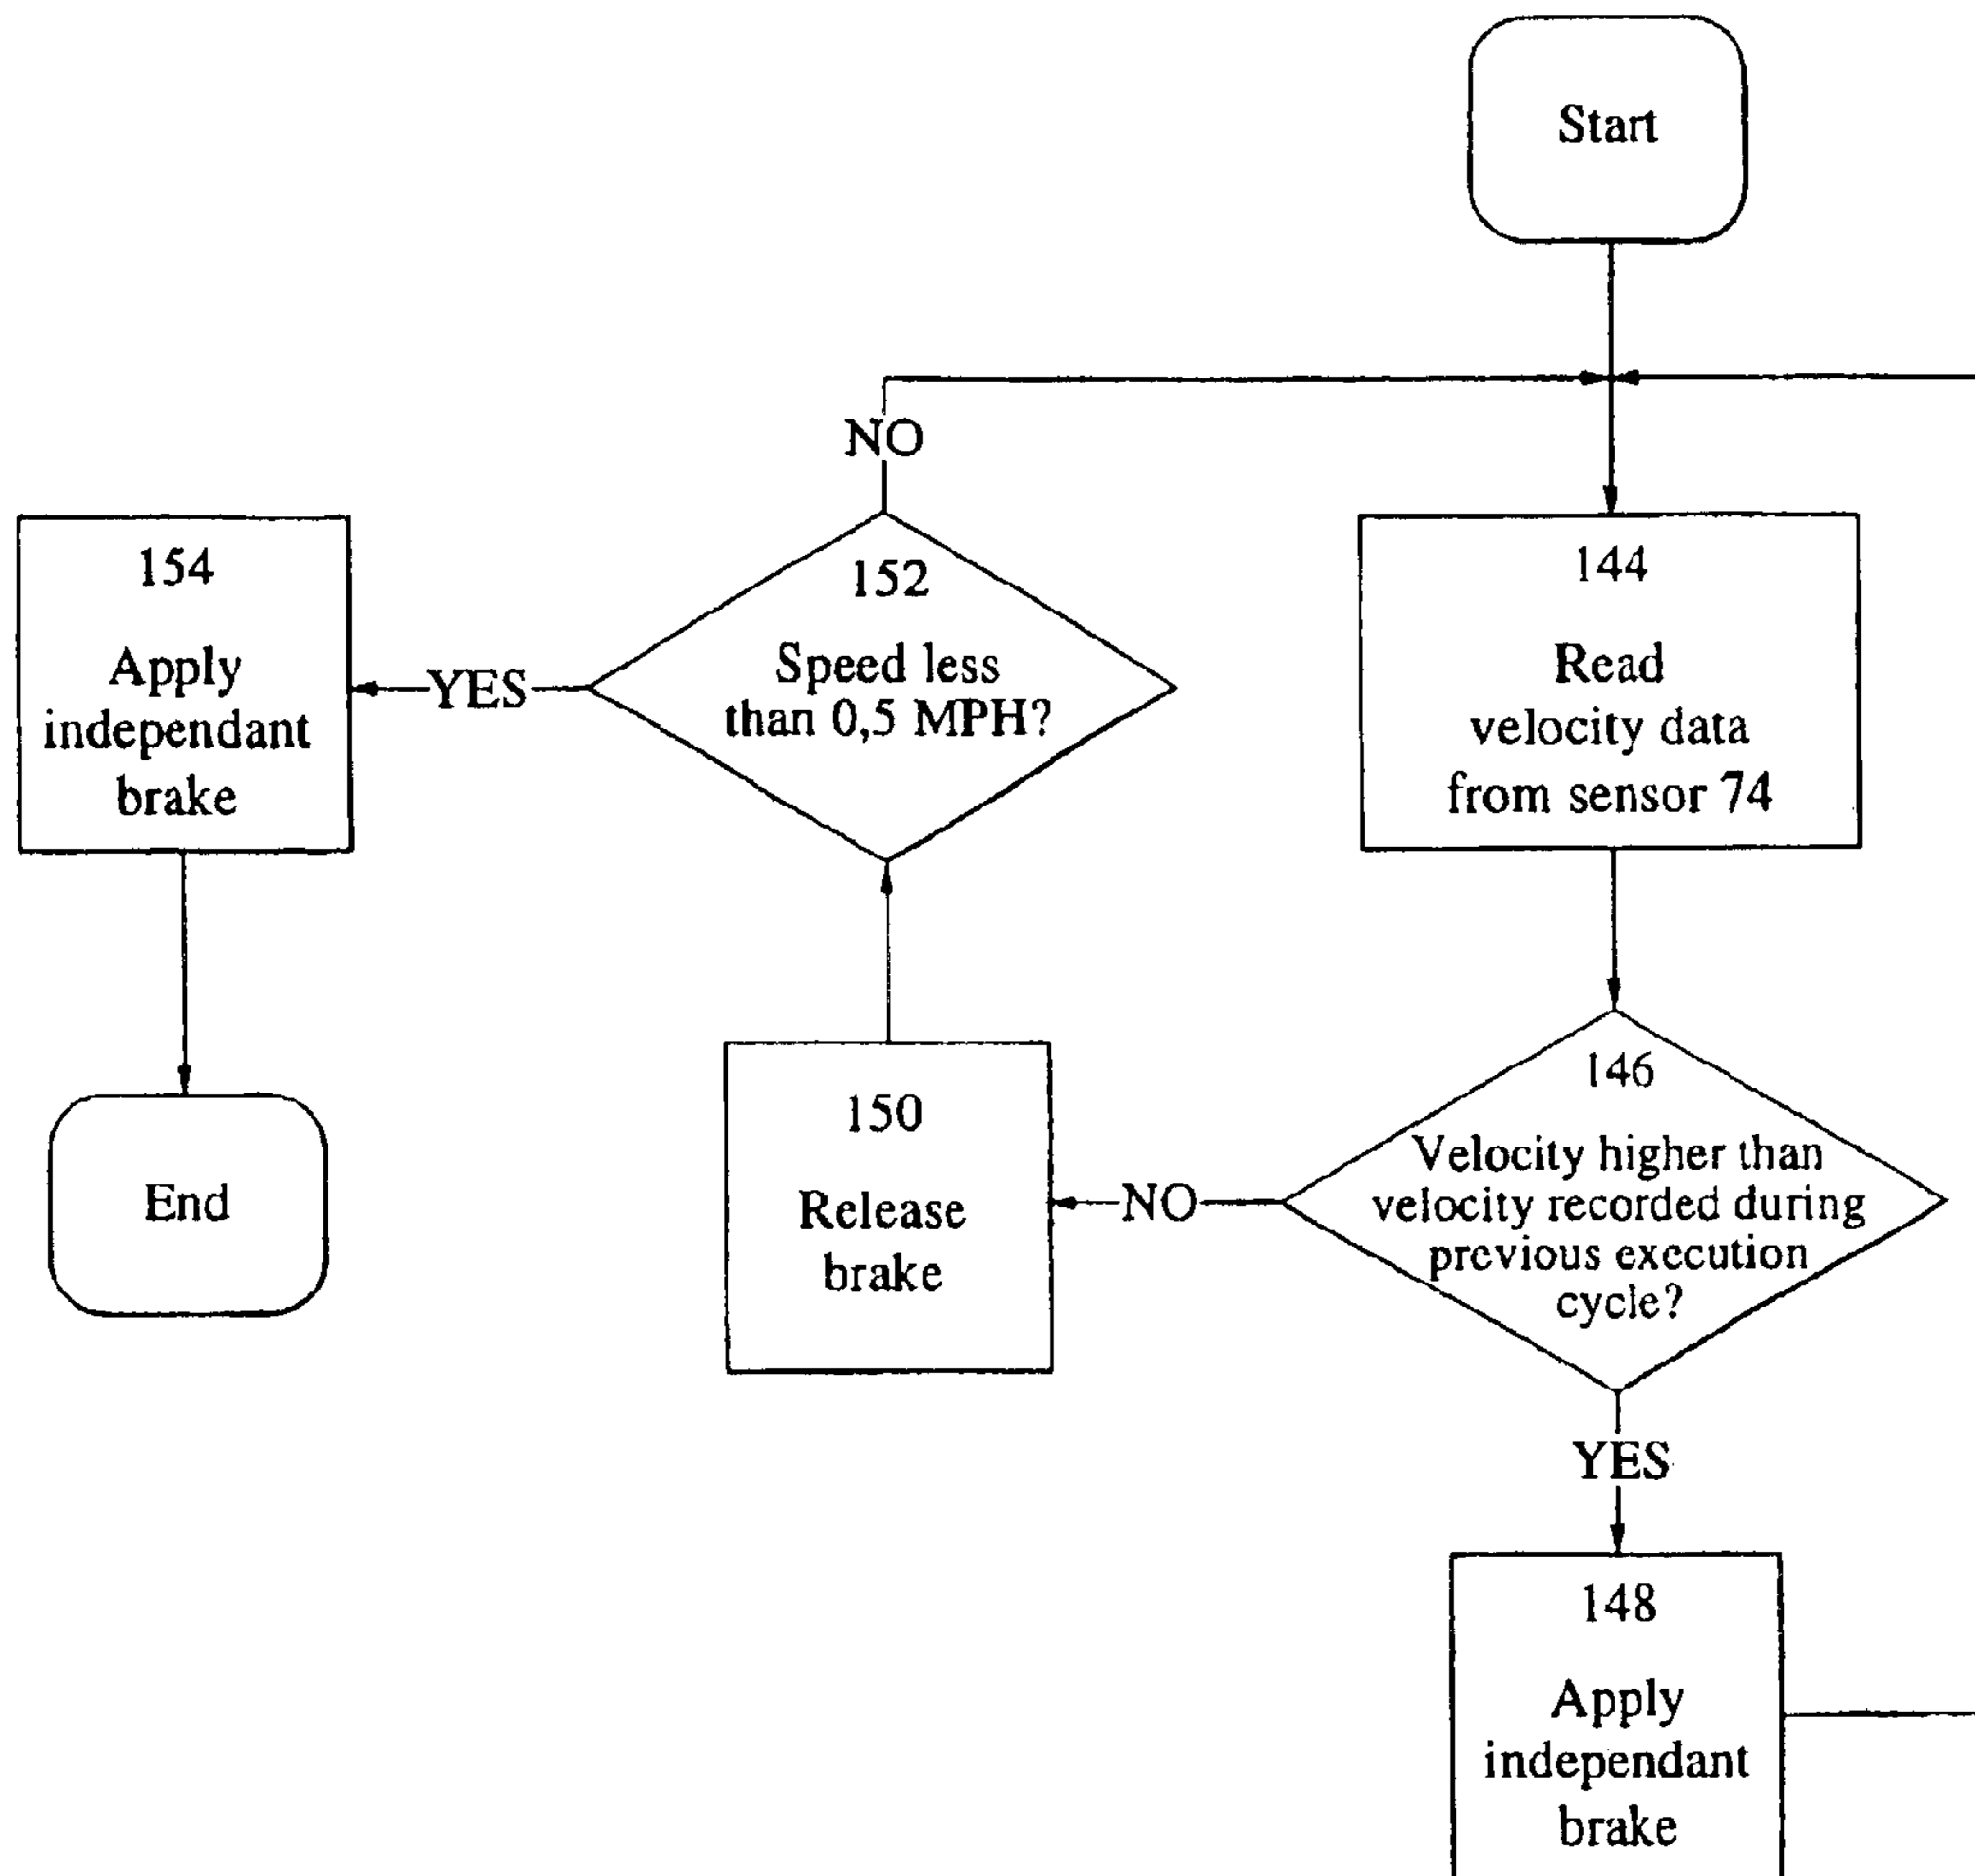 Start
144
Read
velocity data
from sensor 74
146
Velocity higher than
velocity recorded during
previous execution
cycle?
YES
148
Apply
independant
brake
NO
150
Release
brake
152
Speed less
than 0,5 MPH?
NO
YES
154
Apply
independant
brake
End